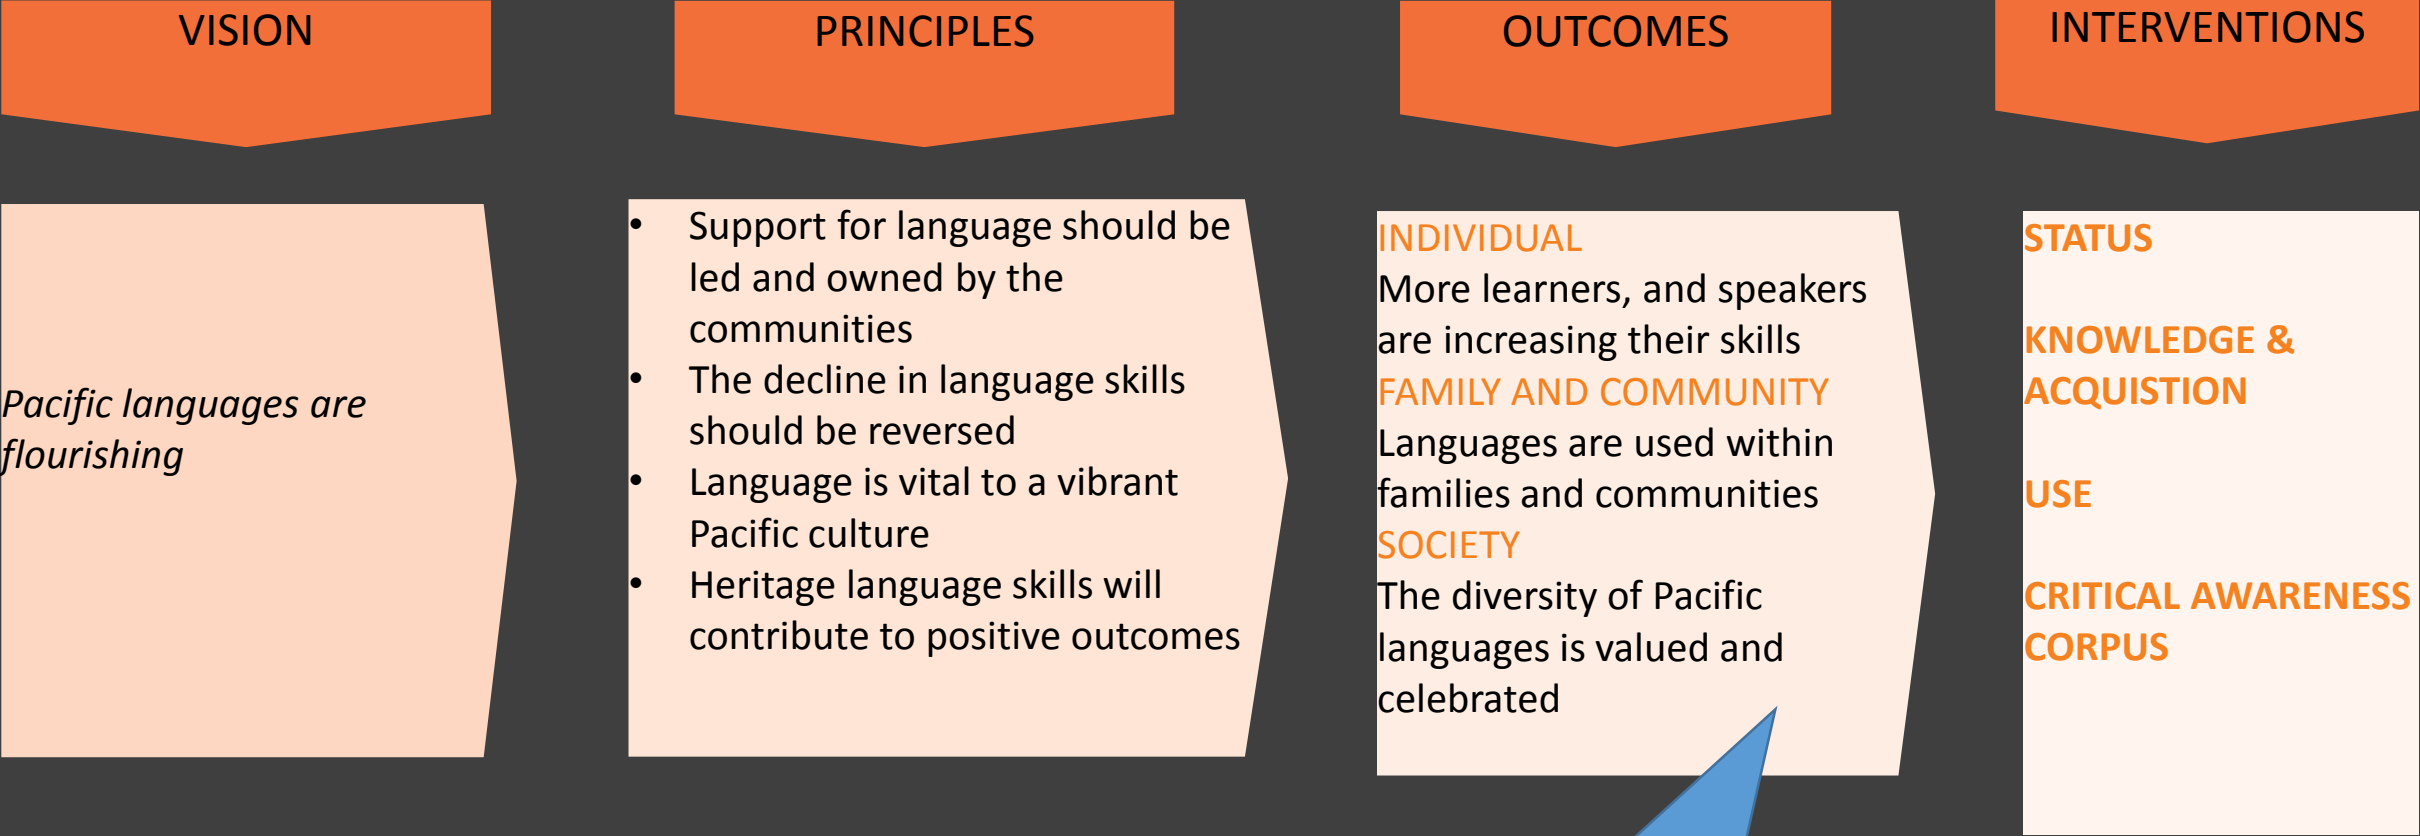 VISION
PRINCIPLES
OUTCOMES
INTERVENTIONS
Pacific languages are
flourishing
• Support for language should be
led and owned by the
communities
• The decline in language skills
should be reversed
• Language is vital to a vibrant
Pacific culture
• Heritage language skills will
contribute to positive outcomes
INDIVIDUAL
More learners, and speakers
are increasing their skills
FAMILY AND COMMUNITY
Languages are used within
families and communities
SOCIETY
The diversity of Pacific
languages is valued and
celebrated
STATUS
KNOWLEDGE &
ACQUISTION
USE
CRITICAL AWARENESS
CORPUS